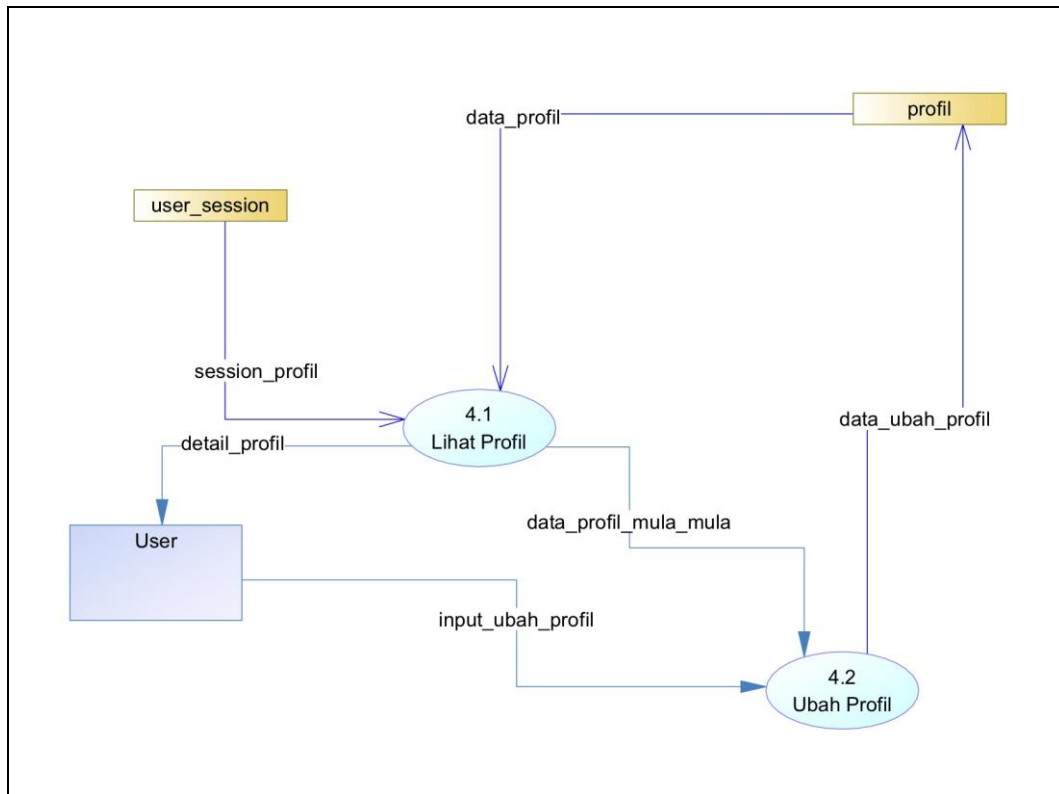 profil
data_profil
user_session
session_profil
4.1
Lihat Profil
data_ubah_profil
detail_profil
data_profil_mula_mula
User
input_ubah_profil
4.2
Ubah Profil